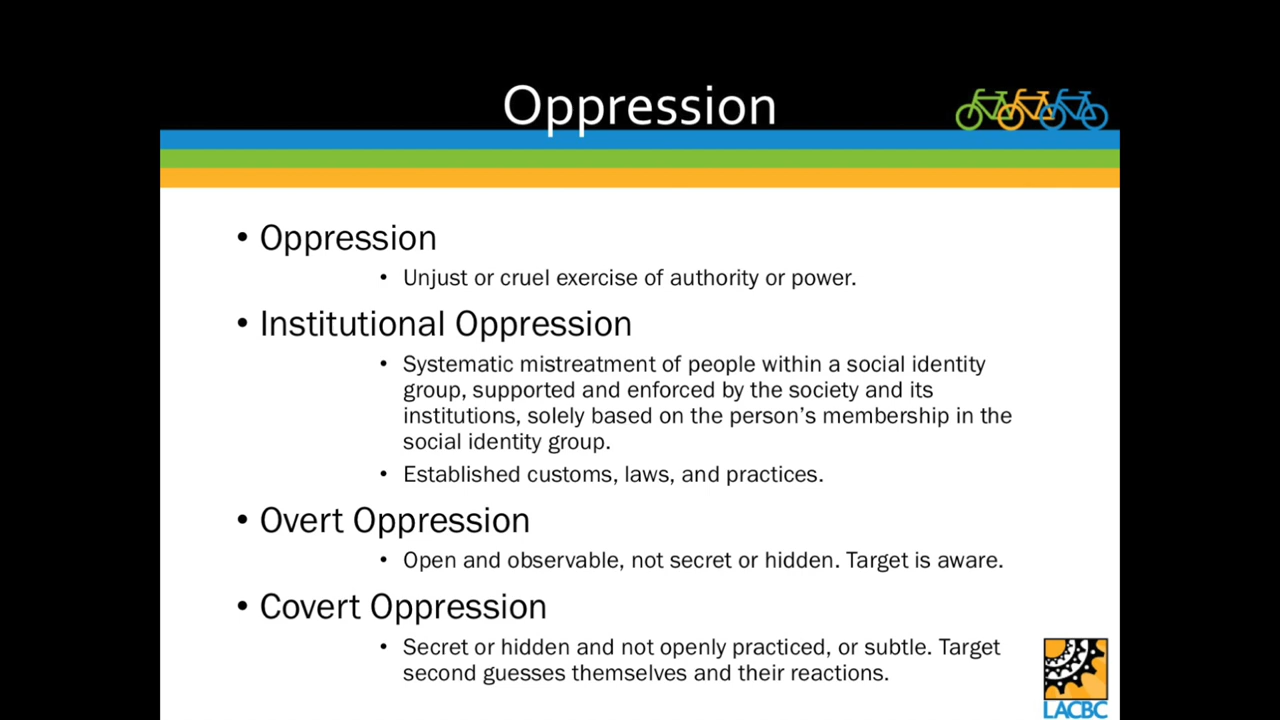 Oppression
• Oppression
• Unjust or cruel exercise of authority or power.
• Institutional Oppression
• Systematic mistreatment of people within a social identity
group, supported and enforced by the society and its
institutions, solely based on the person's membership in the
social identity group.
• Established customs, laws, and practices.
• Overt Oppression
• Open and observable, not secret or hidden. Target is aware.
• Covert Oppression
• Secret or hidden and not openly practiced, or subtle. Target
second guesses themselves and their reactions.
LACBC